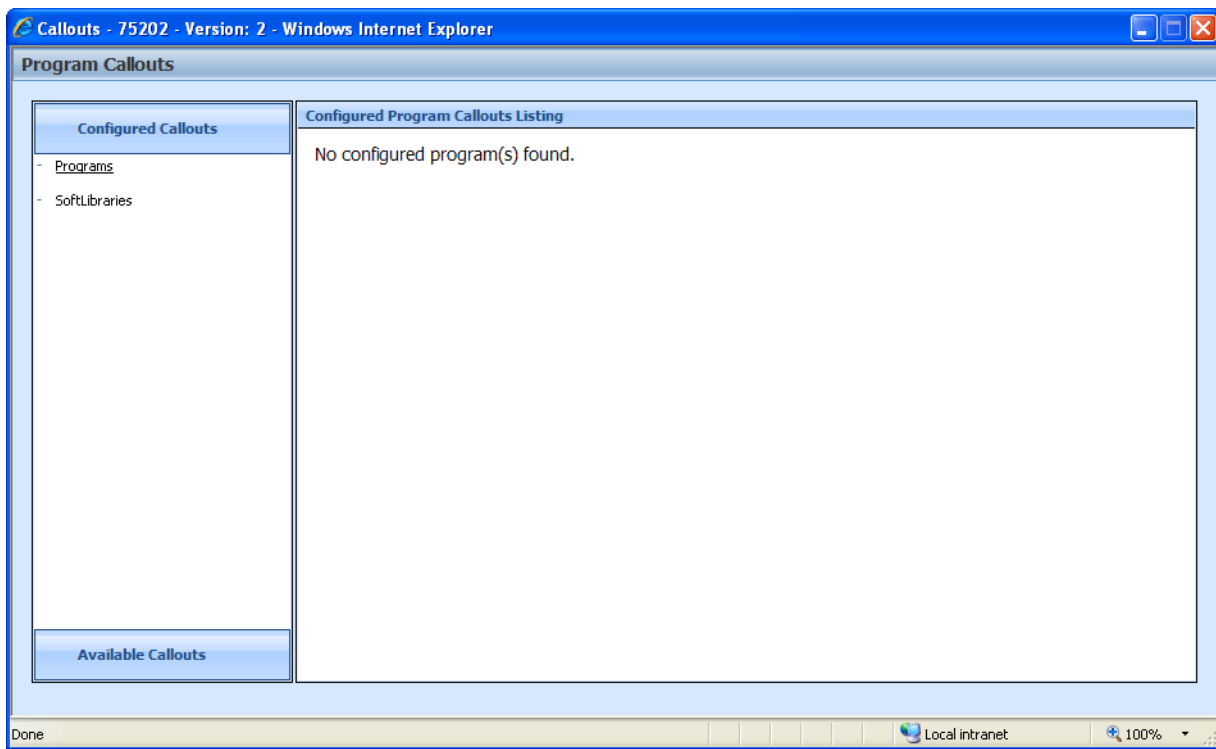 Callouts - 75202 - Version: 2 - Windows Internet Explorer
Program Callouts
Configured Callouts
- Programs
- SoftLibraries
Available Callouts
Configured Program Callouts Listing
No configured program(s) found.
Done
Local intranet
100%